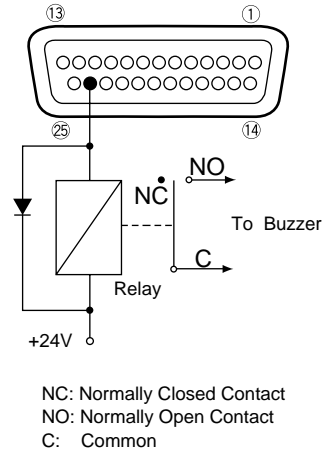 ⑬ ①
㉕ ⑭
NO
NC
To Buzzer
C
Relay
+24V
NC: Normally Closed Contact
NO: Normally Open Contact
C: Common